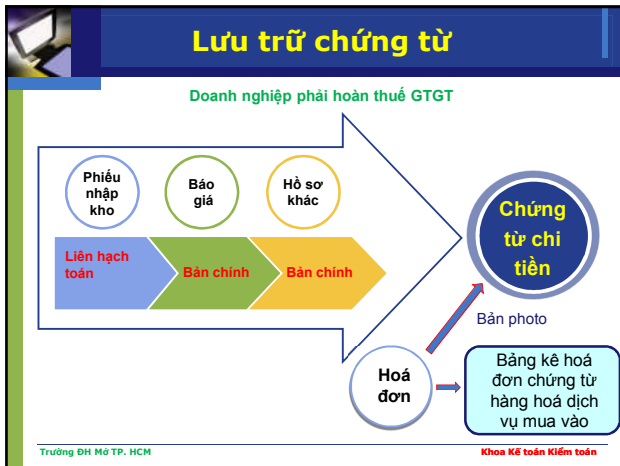 Lưu trữ chứng từ
Doanh nghiệp phải hoàn thuế GTGT
Phiếu
nhập
kho
Báo
giá
Hồ sơ
khác
Liên hạch
toán
Bản chính
Bản chính
Chứng
từ chi
tiền
Bản photo
Hoá
đơn
Bảng kê hoá
đơn chứng từ
hàng hoá dịch
vụ mua vào
Trường ĐH Mở TP. HCM
Khoa Kế toán Kiểm toán